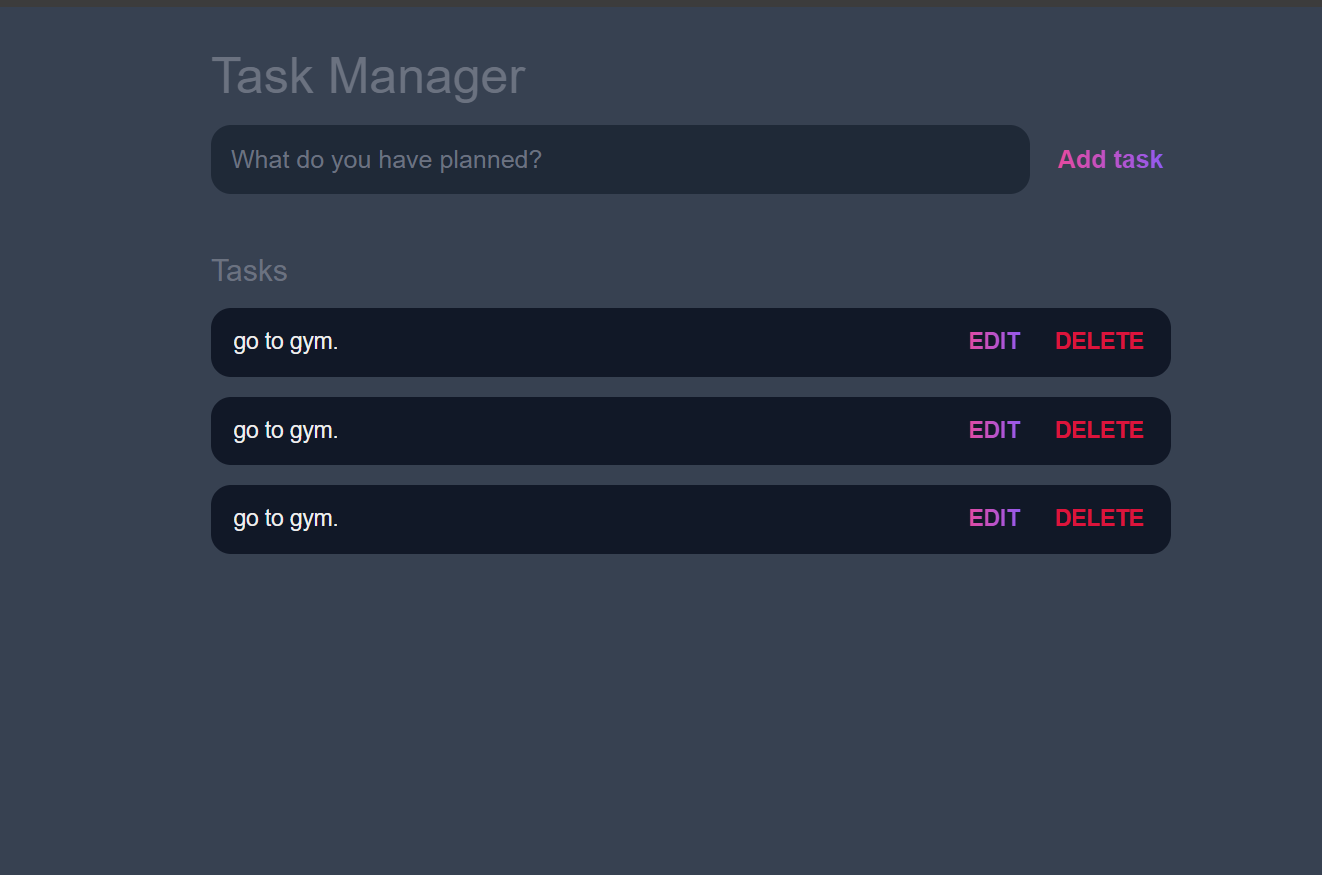 Task Manager
What do you have planned? Add task
Tasks
go to gym. EDIT DELETE
go to gym. EDIT DELETE
go to gym. EDIT DELETE